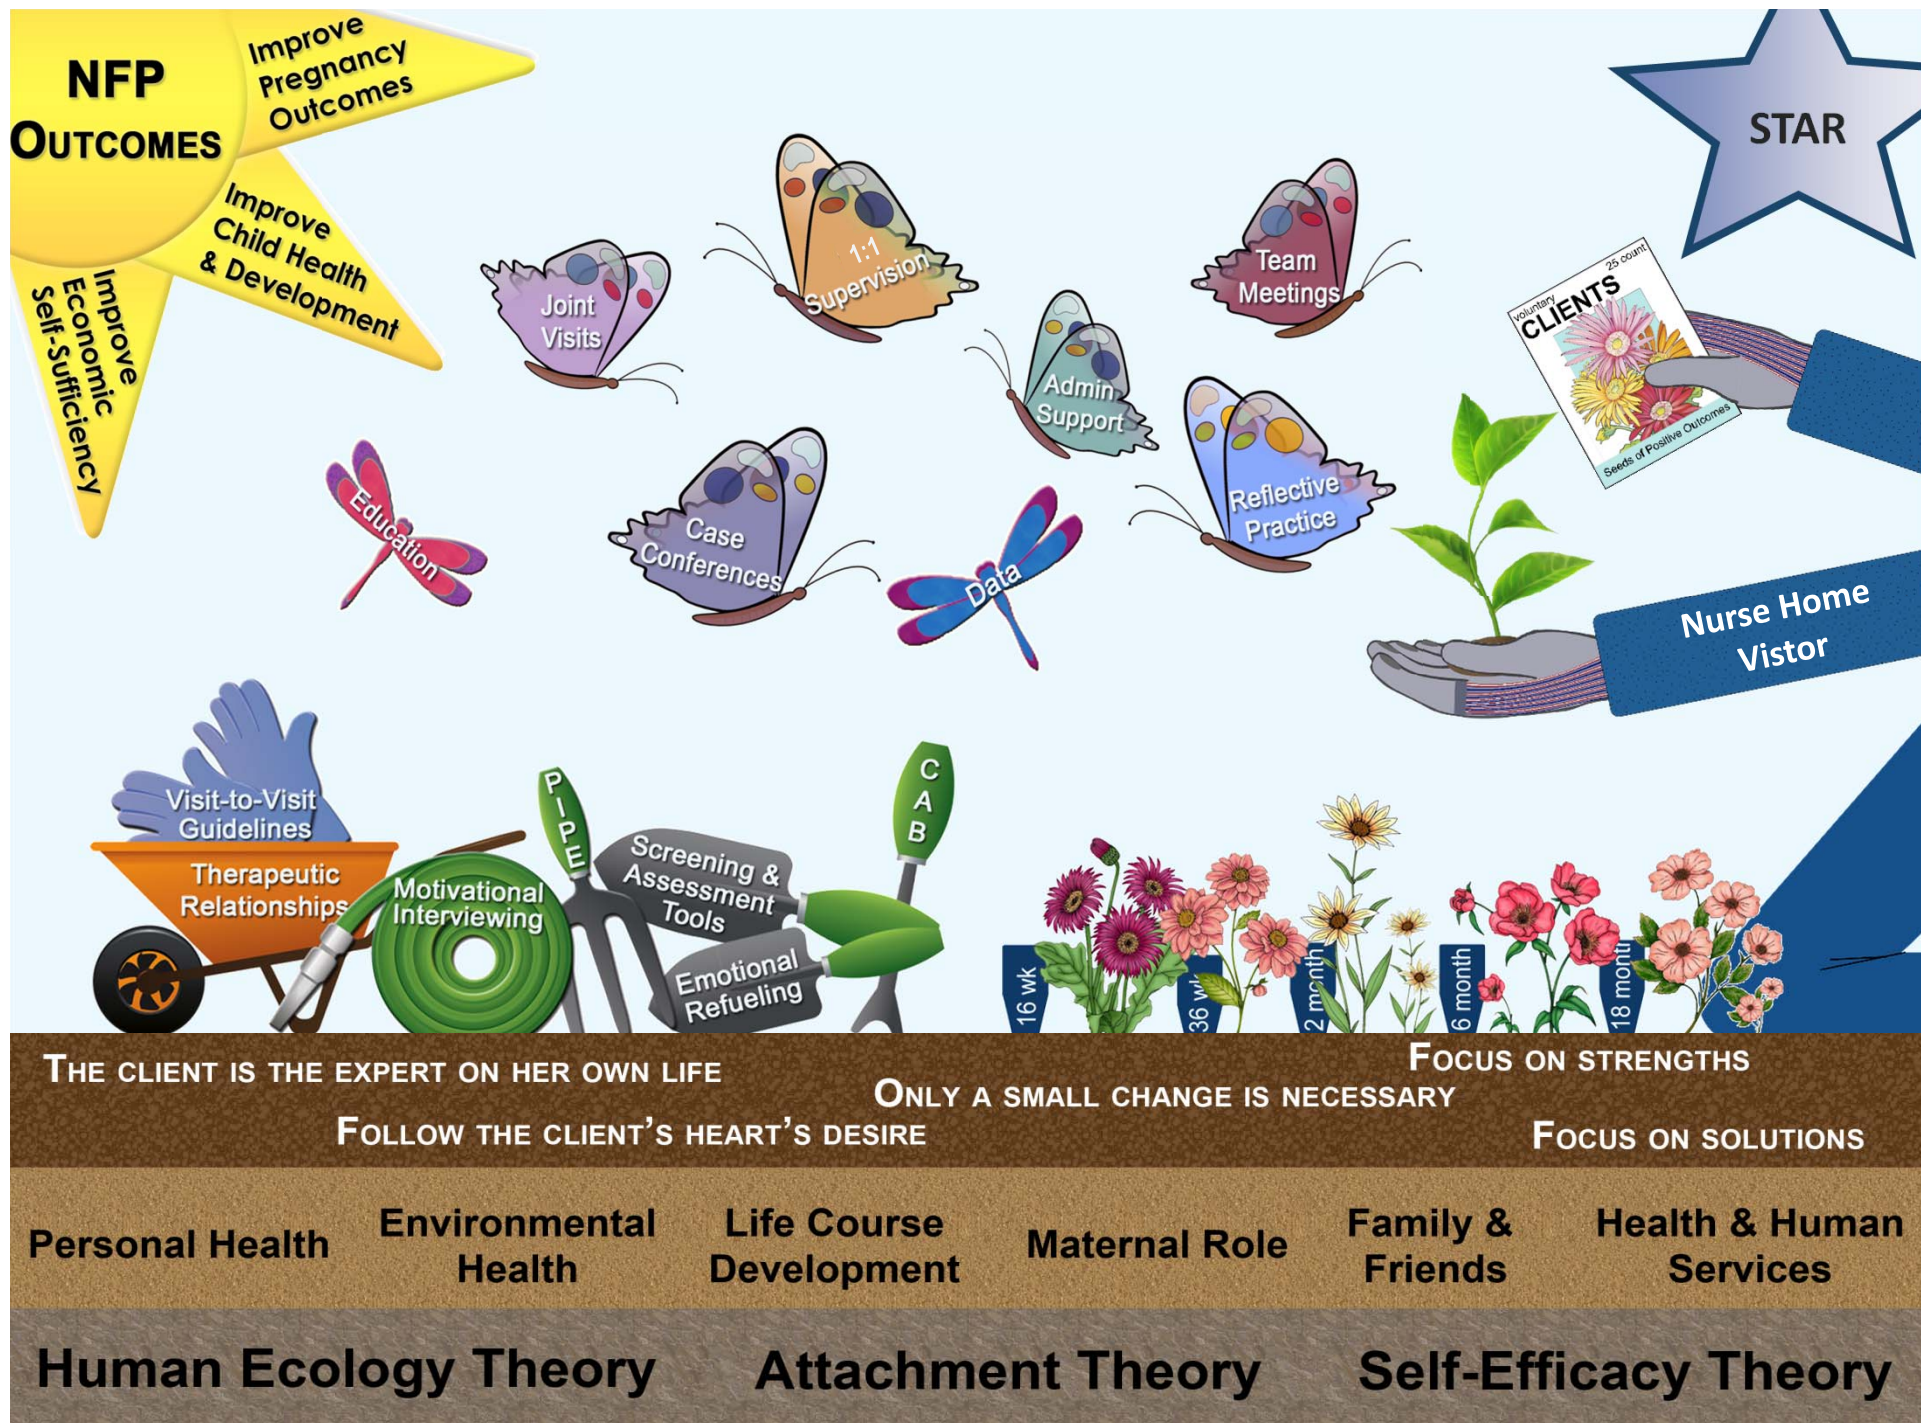 NFP
OUTCOMES
Improve
Pregnancy
Outcomes
Improve
Child Health
& Development
Improve
Economic
Self-Sufficiency
STAR
Joint
Visits
1:1
Supervision
Team
Meetings
Admin
Support
Reflective
Practice
Case
Conferences
Education
Data
voluntary
25 count
CLIENTS
Seeds of Positive Outcomes
Nurse Home
Vistor
Visit-to-Visit
Guidelines
Therapeutic
Relationships
Motivational
Interviewing
PIPE
Screening &
Assessment
Tools
Emotional
Refueling
CAB
16 wk
36 wk
2 month
6 month
18 month
THE CLIENT IS THE EXPERT ON HER OWN LIFE
FOCUS ON STRENGTHS
ONLY A SMALL CHANGE IS NECESSARY
FOLLOW THE CLIENT'S HEART'S DESIRE
FOCUS ON SOLUTIONS
Personal Health
Environmental
Health
Life Course
Development
Maternal Role
Family &
Friends
Health & Human
Services
Human Ecology Theory
Attachment Theory
Self-Efficacy Theory